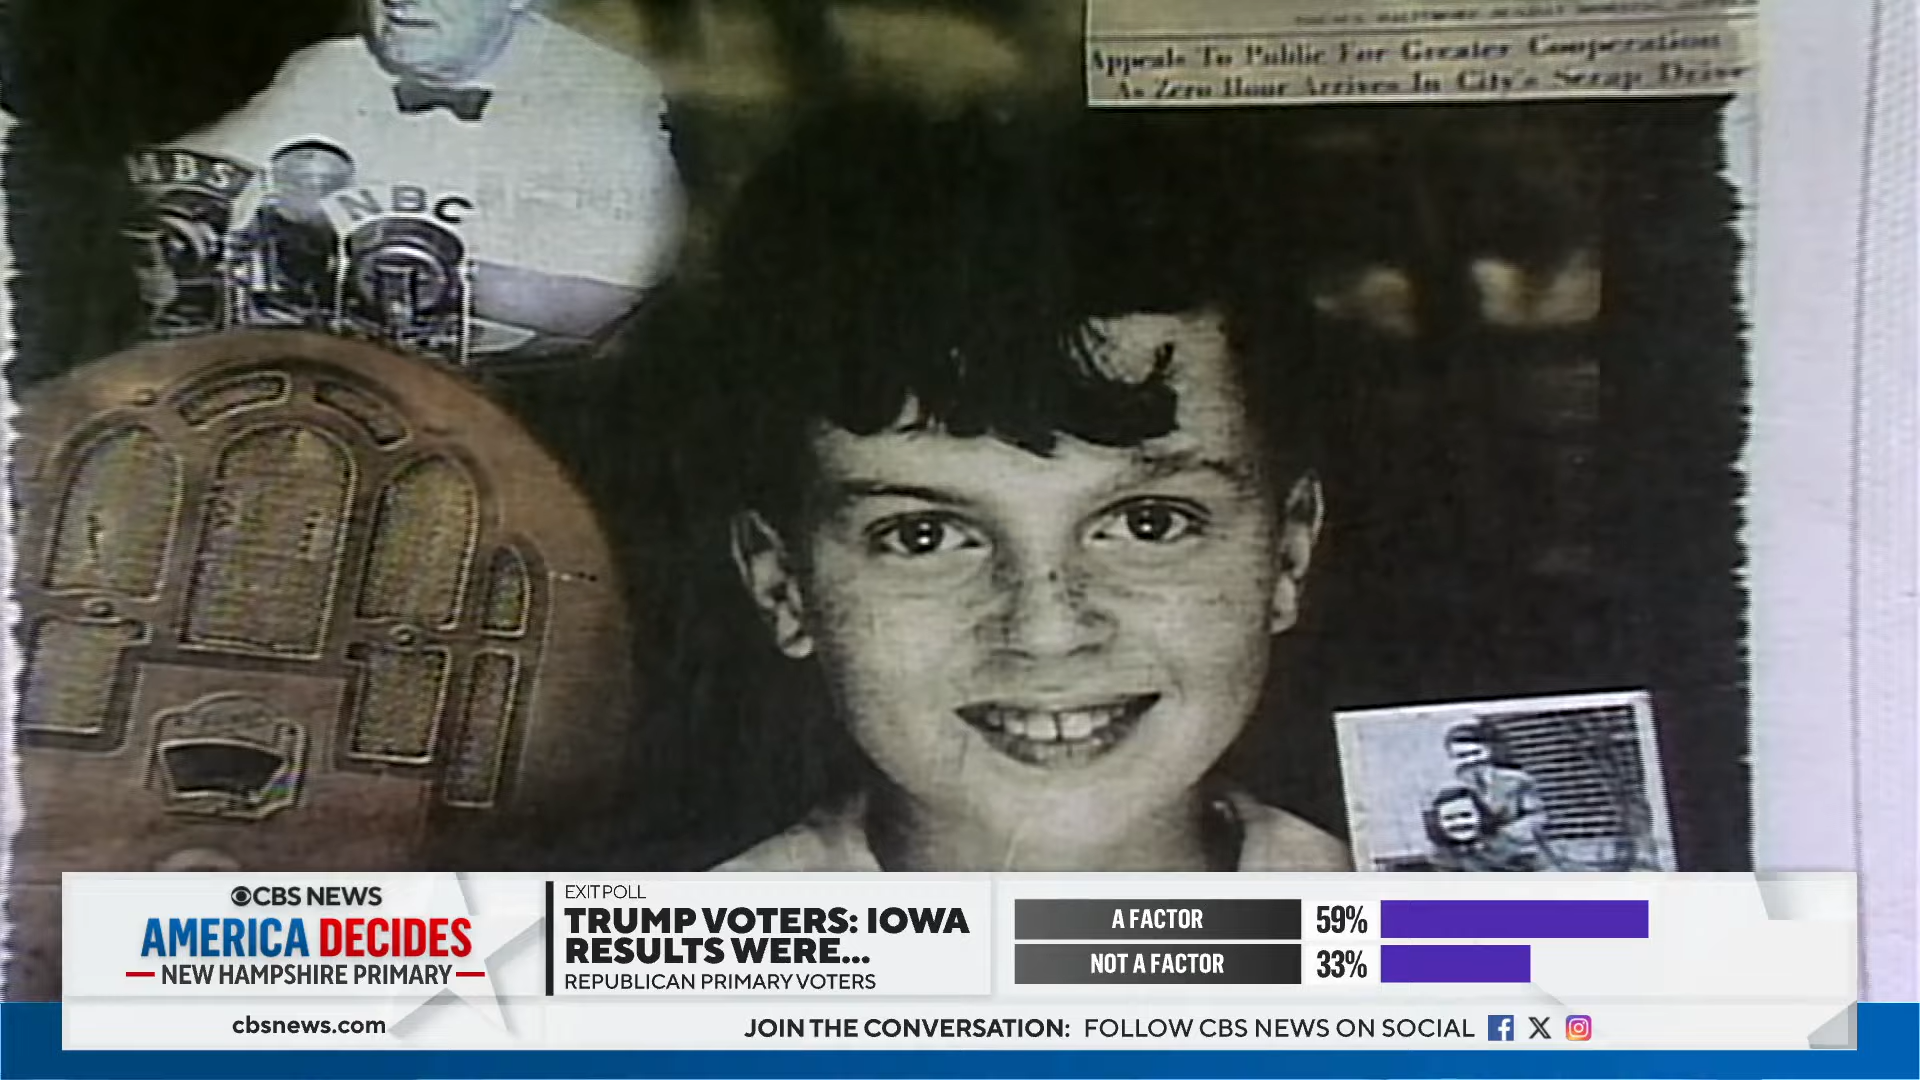 Appeals To Public For Greater Cooperation
As Zero Hour Arrives In City's Scrap Drive
MBS
NBC
CBS NEWS
AMERICA DECIDES
NEW HAMPSHIRE PRIMARY
cbsnews.com
EXIT POLL
TRUMP VOTERS: IOWA
RESULTS WERE...
REPUBLICAN PRIMARY VOTERS
A FACTOR 59%
NOT A FACTOR 33%
JOIN THE CONVERSATION: FOLLOW CBS NEWS ON SOCIAL